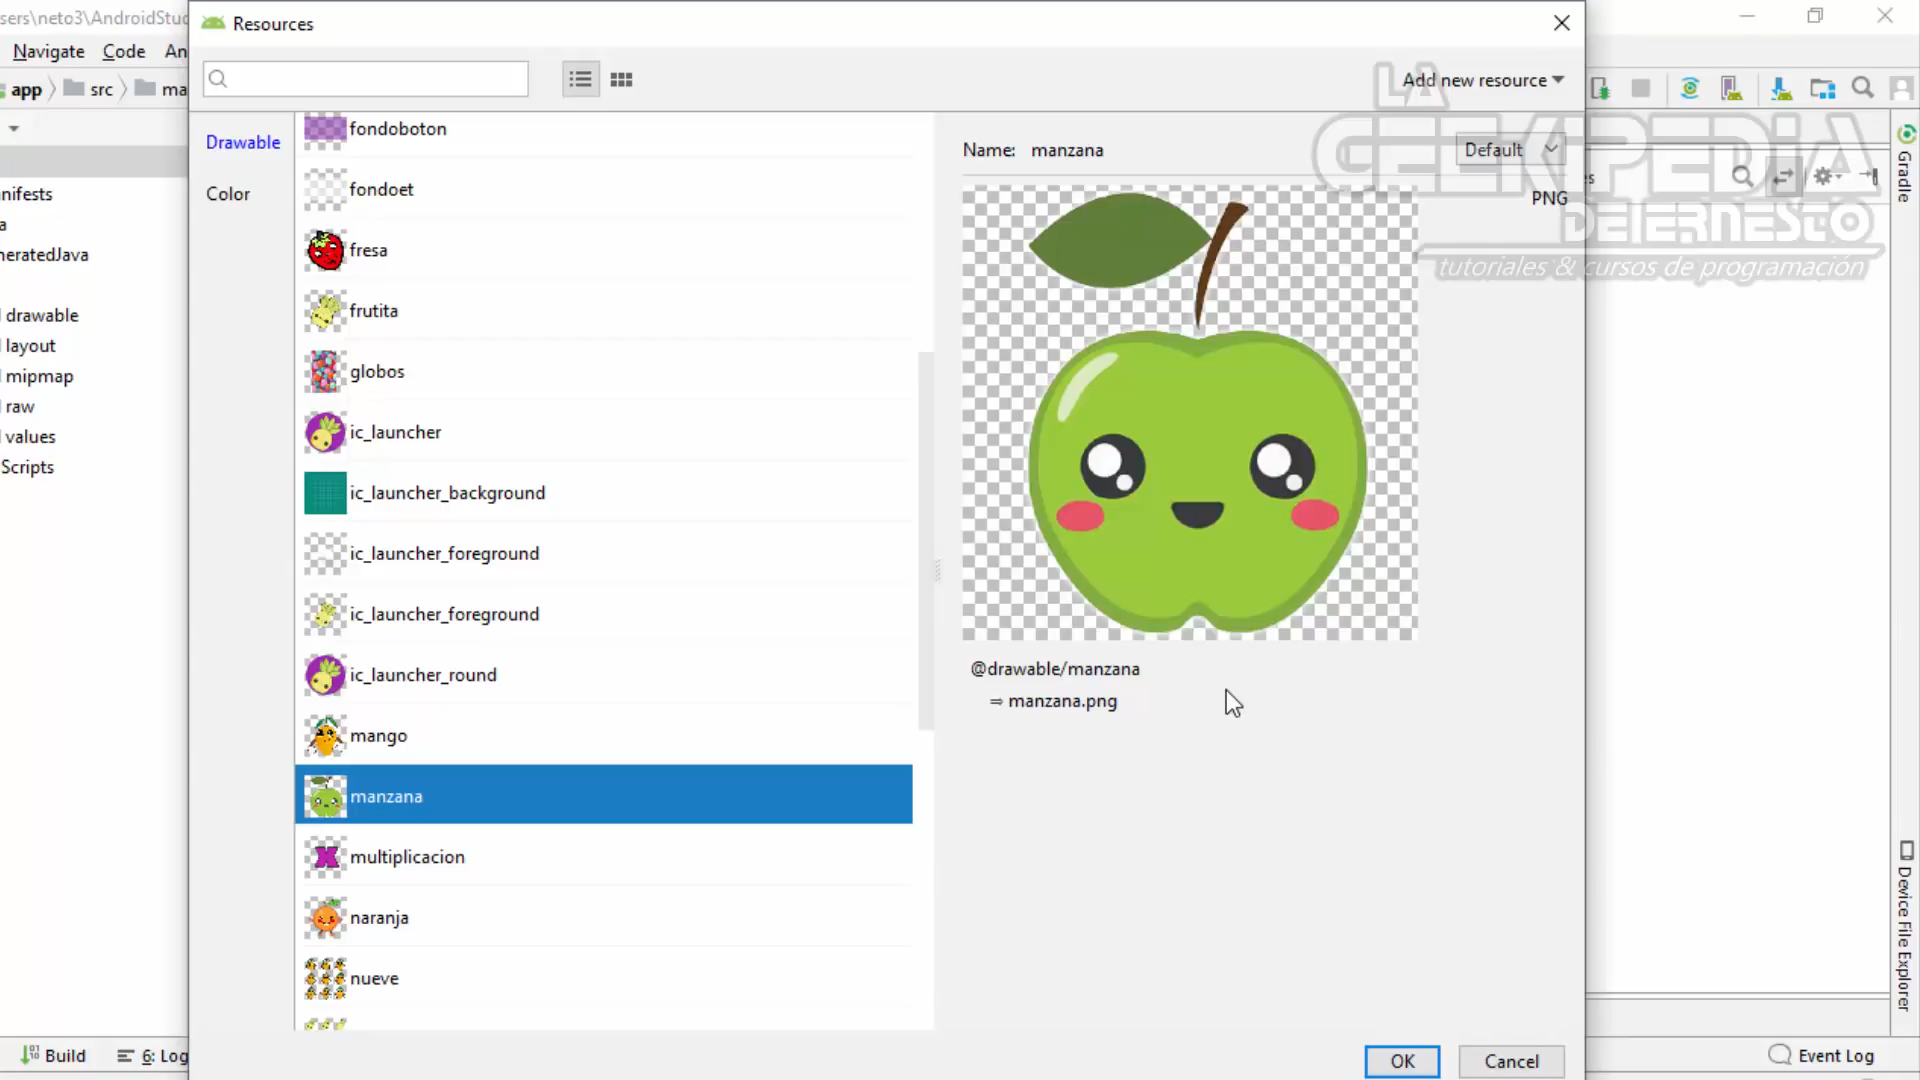 sers\neto3\AndroidStud
Resources
Navigate Code An
app src ma
Add new resource
LA
GEEKIPEDIA
DE ERNESTO
tutoriales & cursos de programación
Drawable
Color
fondoboton
fondoet
fresa
frutita
globos
ic_launcher
ic_launcher_background
ic_launcher_foreground
ic_launcher_foreground
ic_launcher_round
mango
manzana
multiplicacion
naranja
nueve
Name: manzana
Default
PNG
@drawable/manzana
⇒ manzana.png
nifests
a
neratedJava
drawable
layout
mipmap
raw
values
Scripts
es
Gradle
Device File Explorer
OK
Cancel
Build
6: Log
Event Log